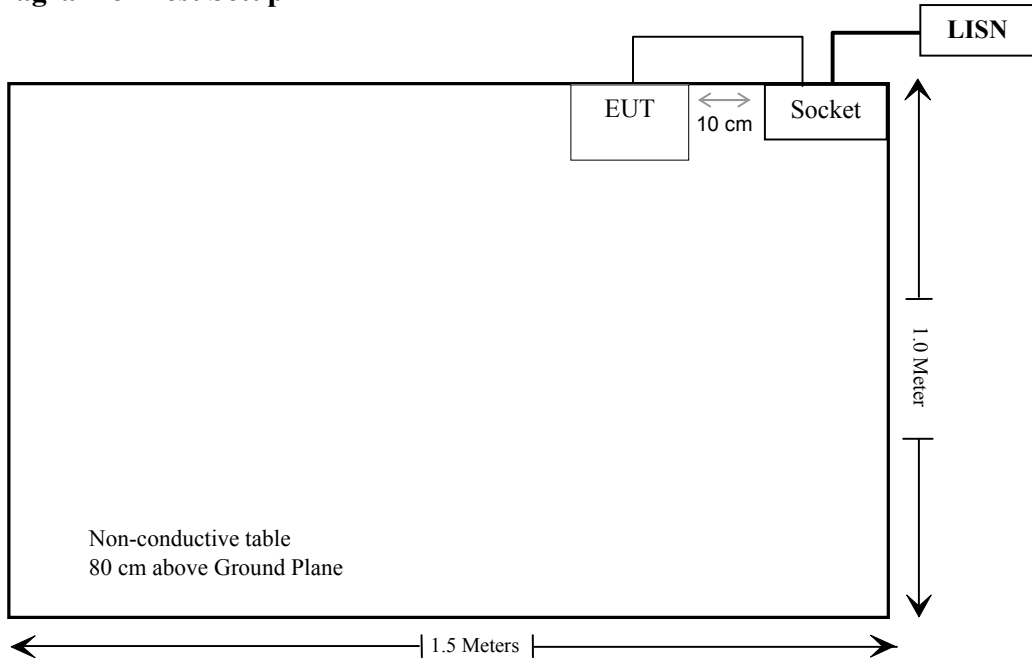 LISN
EUT
Socket
10 cm
1.0 Meter
Non-conductive table
80 cm above Ground Plane
1.5 Meters